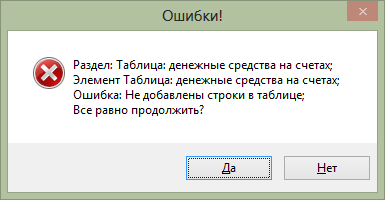 Ошибки!
Раздел: Таблица: денежные средства на счетах;
Элемент Таблица: денежные средства на счетах;
Ошибка: Не добавлены строки в таблице;
Все равно продолжить?
Да
Нет